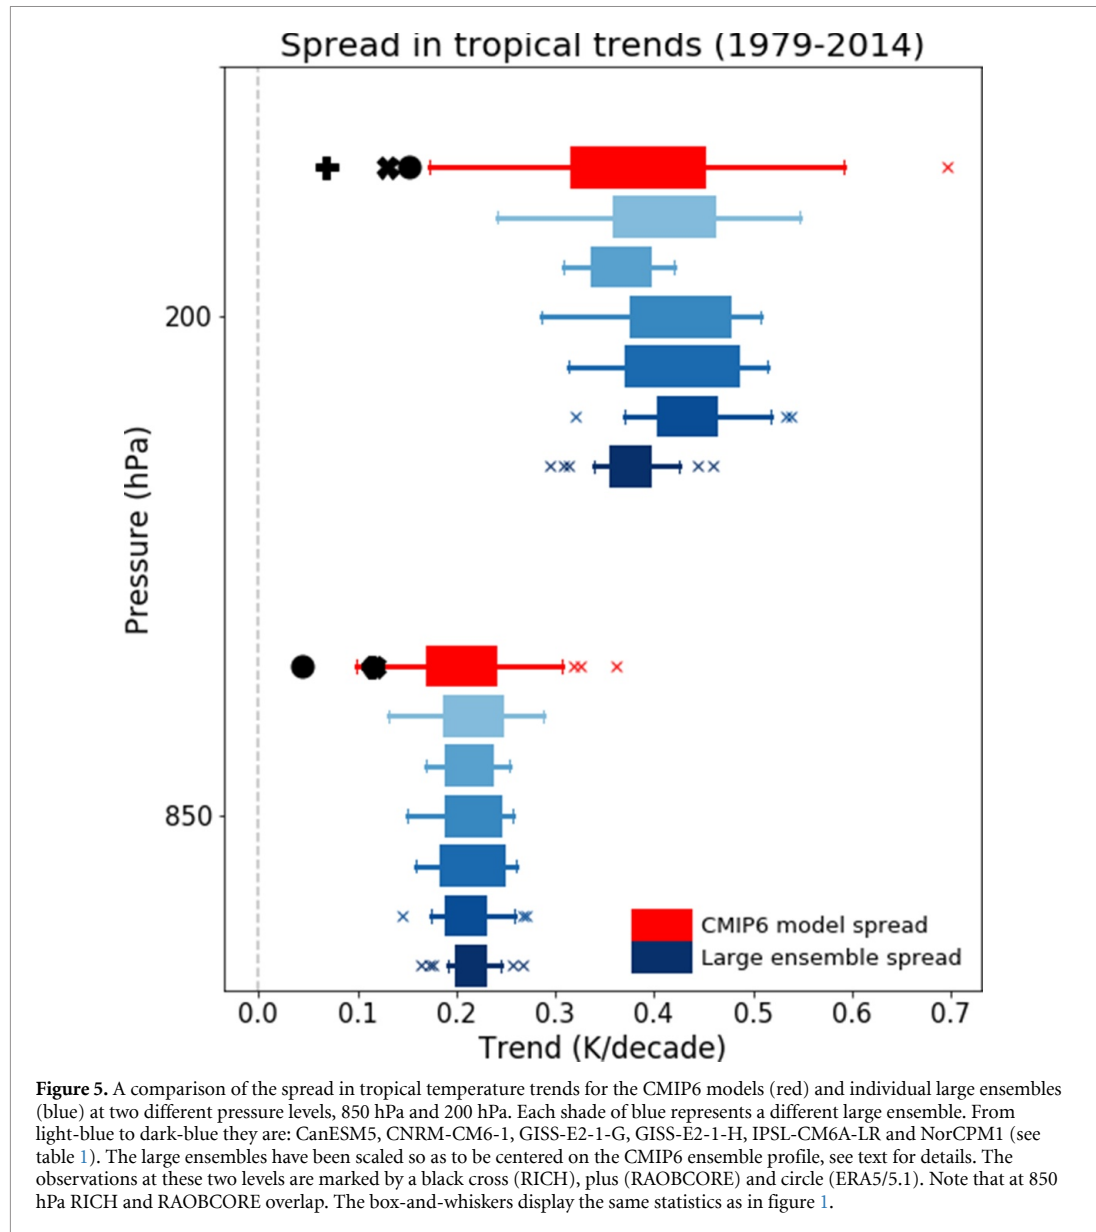 Spread in tropical trends (1979-2014)
Pressure (hPa)
200
850
CMIP6 model spread
Large ensemble spread
0.0 0.1 0.2 0.3 0.4 0.5 0.6 0.7
Trend (K/decade)
Figure 5. A comparison of the spread in tropical temperature trends for the CMIP6 models (red) and individual large ensembles
(blue) at two different pressure levels, 850 hPa and 200 hPa. Each shade of blue represents a different large ensemble. From
light-blue to dark-blue they are: CanESM5, CNRM-CM6-1, GISS-E2-1-G, GISS-E2-1-H, IPSL-CM6A-LR and NorCPM1 (see
table 1). The large ensembles have been scaled so as to be centered on the CMIP6 ensemble profile, see text for details. The
observations at these two levels are marked by a black cross (RICH), plus (RAOBCORE) and circle (ERA5/5.1). Note that at 850
hPa RICH and RAOBCORE overlap. The box-and-whiskers display the same statistics as in figure 1.